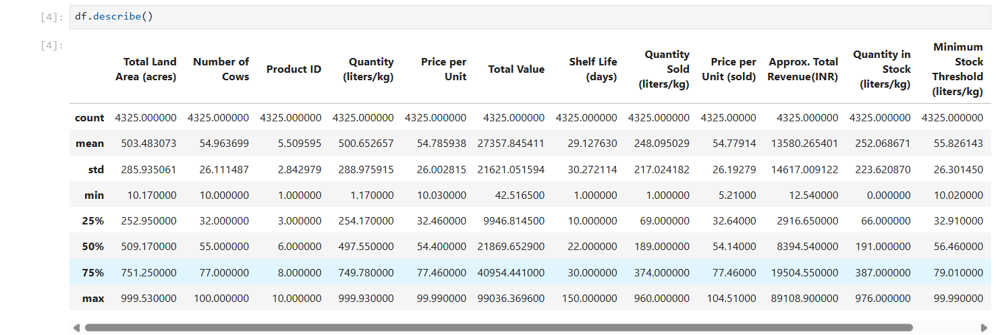 [4]: df.describe()
[4]:
Total Land Area (acres) Number of Cows Product ID Quantity (liters/kg) Price per Unit Total Value Shelf Life (days) Quantity Sold (liters/kg) Price per Unit (sold) Approx. Total Revenue(INR) Quantity in Stock (liters/kg) Minimum Stock Threshold (liters/kg)
count 4325.000000 4325.000000 4325.000000 4325.000000 4325.000000 4325.000000 4325.000000 4325.000000 4325.00000 4325.000000 4325.000000 4325.000000
mean 503.483073 54.963699 5.509595 500.652657 54.785938 27357.845411 29.127630 248.095029 54.77914 13580.265401 252.068671 55.826143
std 285.935061 26.111487 2.842979 288.975915 26.002815 21621.051594 30.272114 217.024182 26.19279 14617.009122 223.620870 26.301450
min 10.170000 10.000000 1.000000 1.170000 10.030000 42.516500 1.000000 1.000000 5.21000 12.540000 0.000000 10.020000
25% 252.950000 32.000000 3.000000 254.170000 32.460000 9946.814500 10.000000 69.000000 32.64000 2916.650000 66.000000 32.910000
50% 509.170000 55.000000 6.000000 497.550000 54.400000 21869.652900 22.000000 189.000000 54.14000 8394.540000 191.000000 56.460000
75% 751.250000 77.000000 8.000000 749.780000 77.460000 40954.441000 30.000000 374.000000 77.46000 19504.550000 387.000000 79.010000
max 999.530000 100.000000 10.000000 999.930000 99.990000 99036.369600 150.000000 960.000000 104.51000 89108.900000 976.000000 99.990000